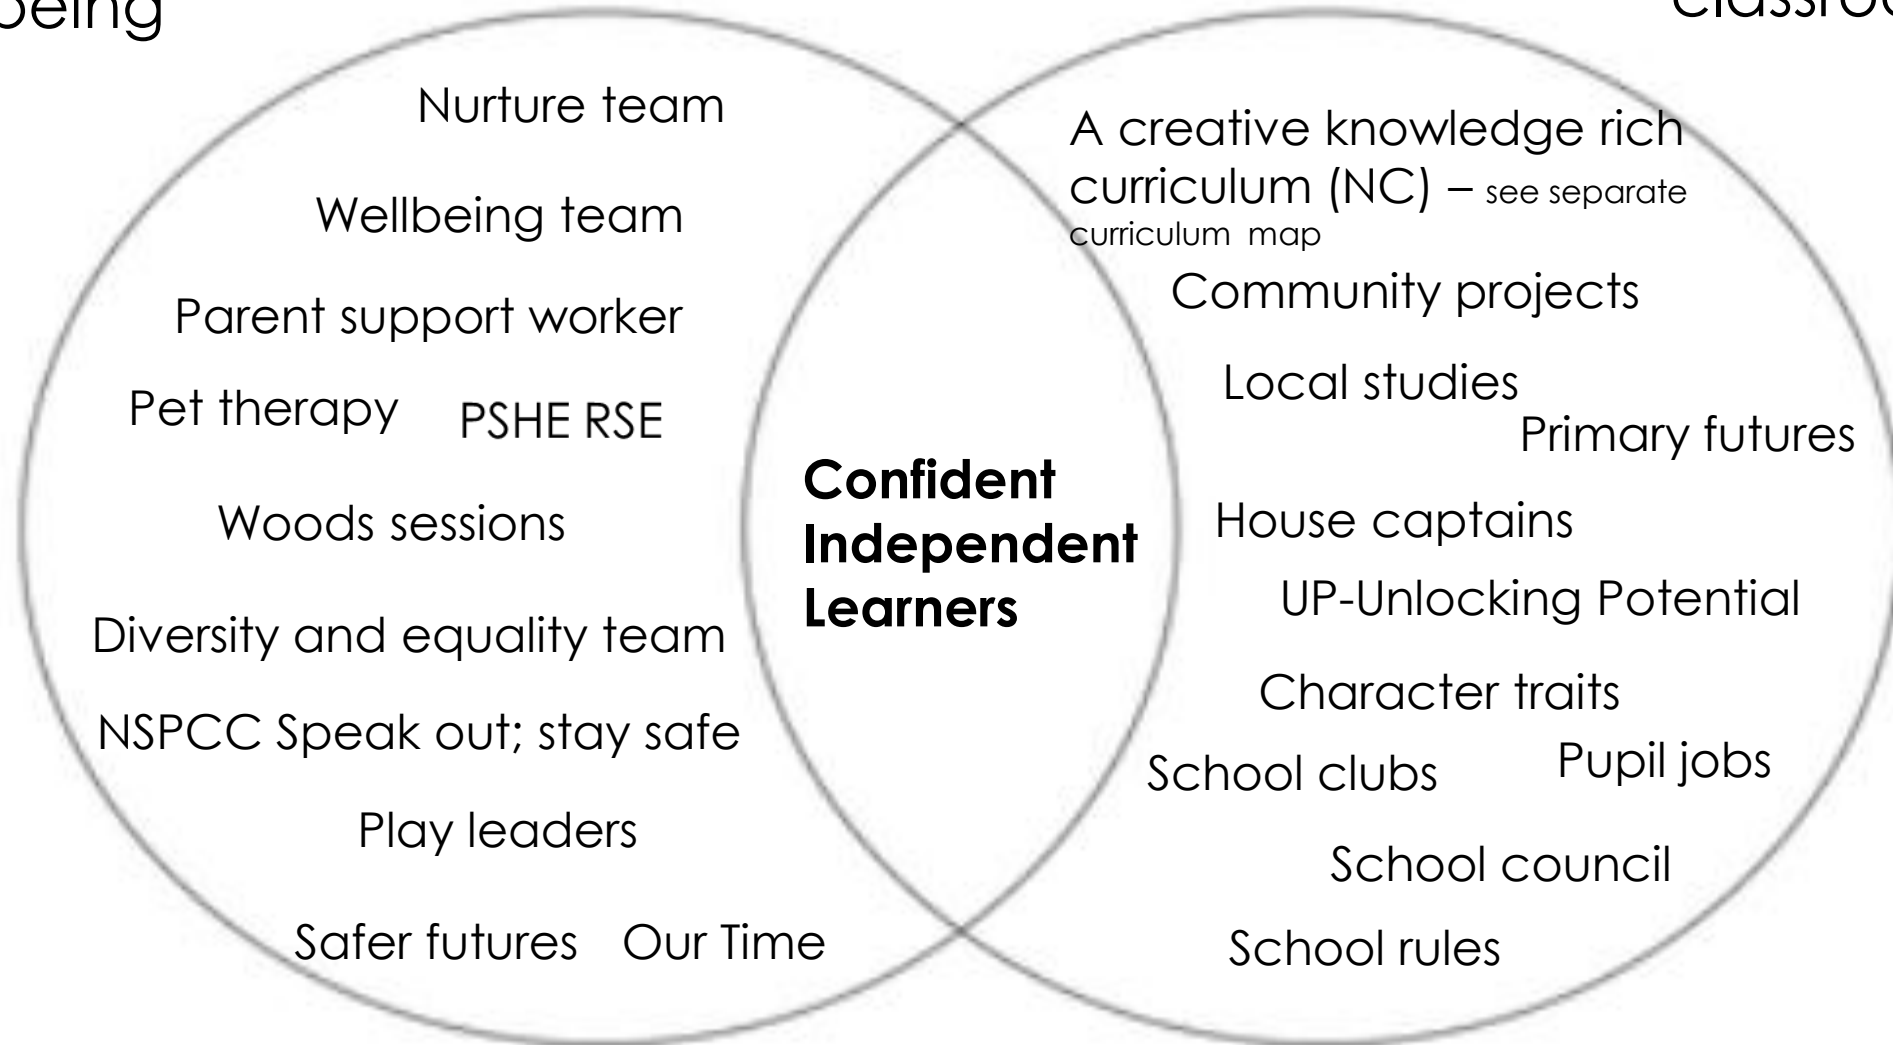 being
Nurture team
Wellbeing team
Parent support worker
Pet therapy
PSHE RSE
Woods sessions
Diversity and equality team
NSPCC Speak out; stay safe
Play leaders
Safer futures
Our Time
Confident
Independent
Learners
A creative knowledge rich
curriculum (NC) – see separate
curriculum map
Community projects
Local studies
Primary futures
House captains
UP-Unlocking Potential
Character traits
School clubs
Pupil jobs
School council
School rules